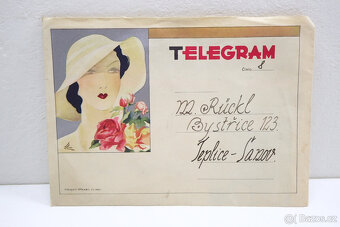 TELEGRAM
Číslo 8
M. Rückl
Bystřice 123
Teplice-Šanov